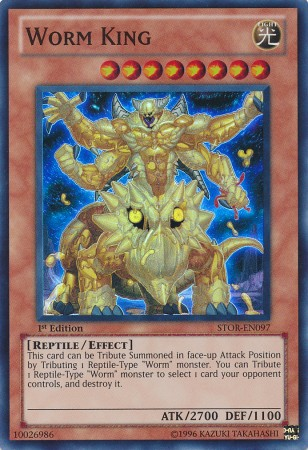 WORM KING
LIGHT
光
1st Edition
STOR-EN097
[REPTILE/EFFECT]
This card can be Tribute Summoned in face-up Attack Position
by Tributing 1 Reptile-Type "Worm" monster. You can Tribute
1 Reptile-Type "Worm" monster to select 1 card your opponent
controls, and destroy it.
ATK/2700 DEF/1100
10026986
©1996 KAZUKI TAKAHASHI